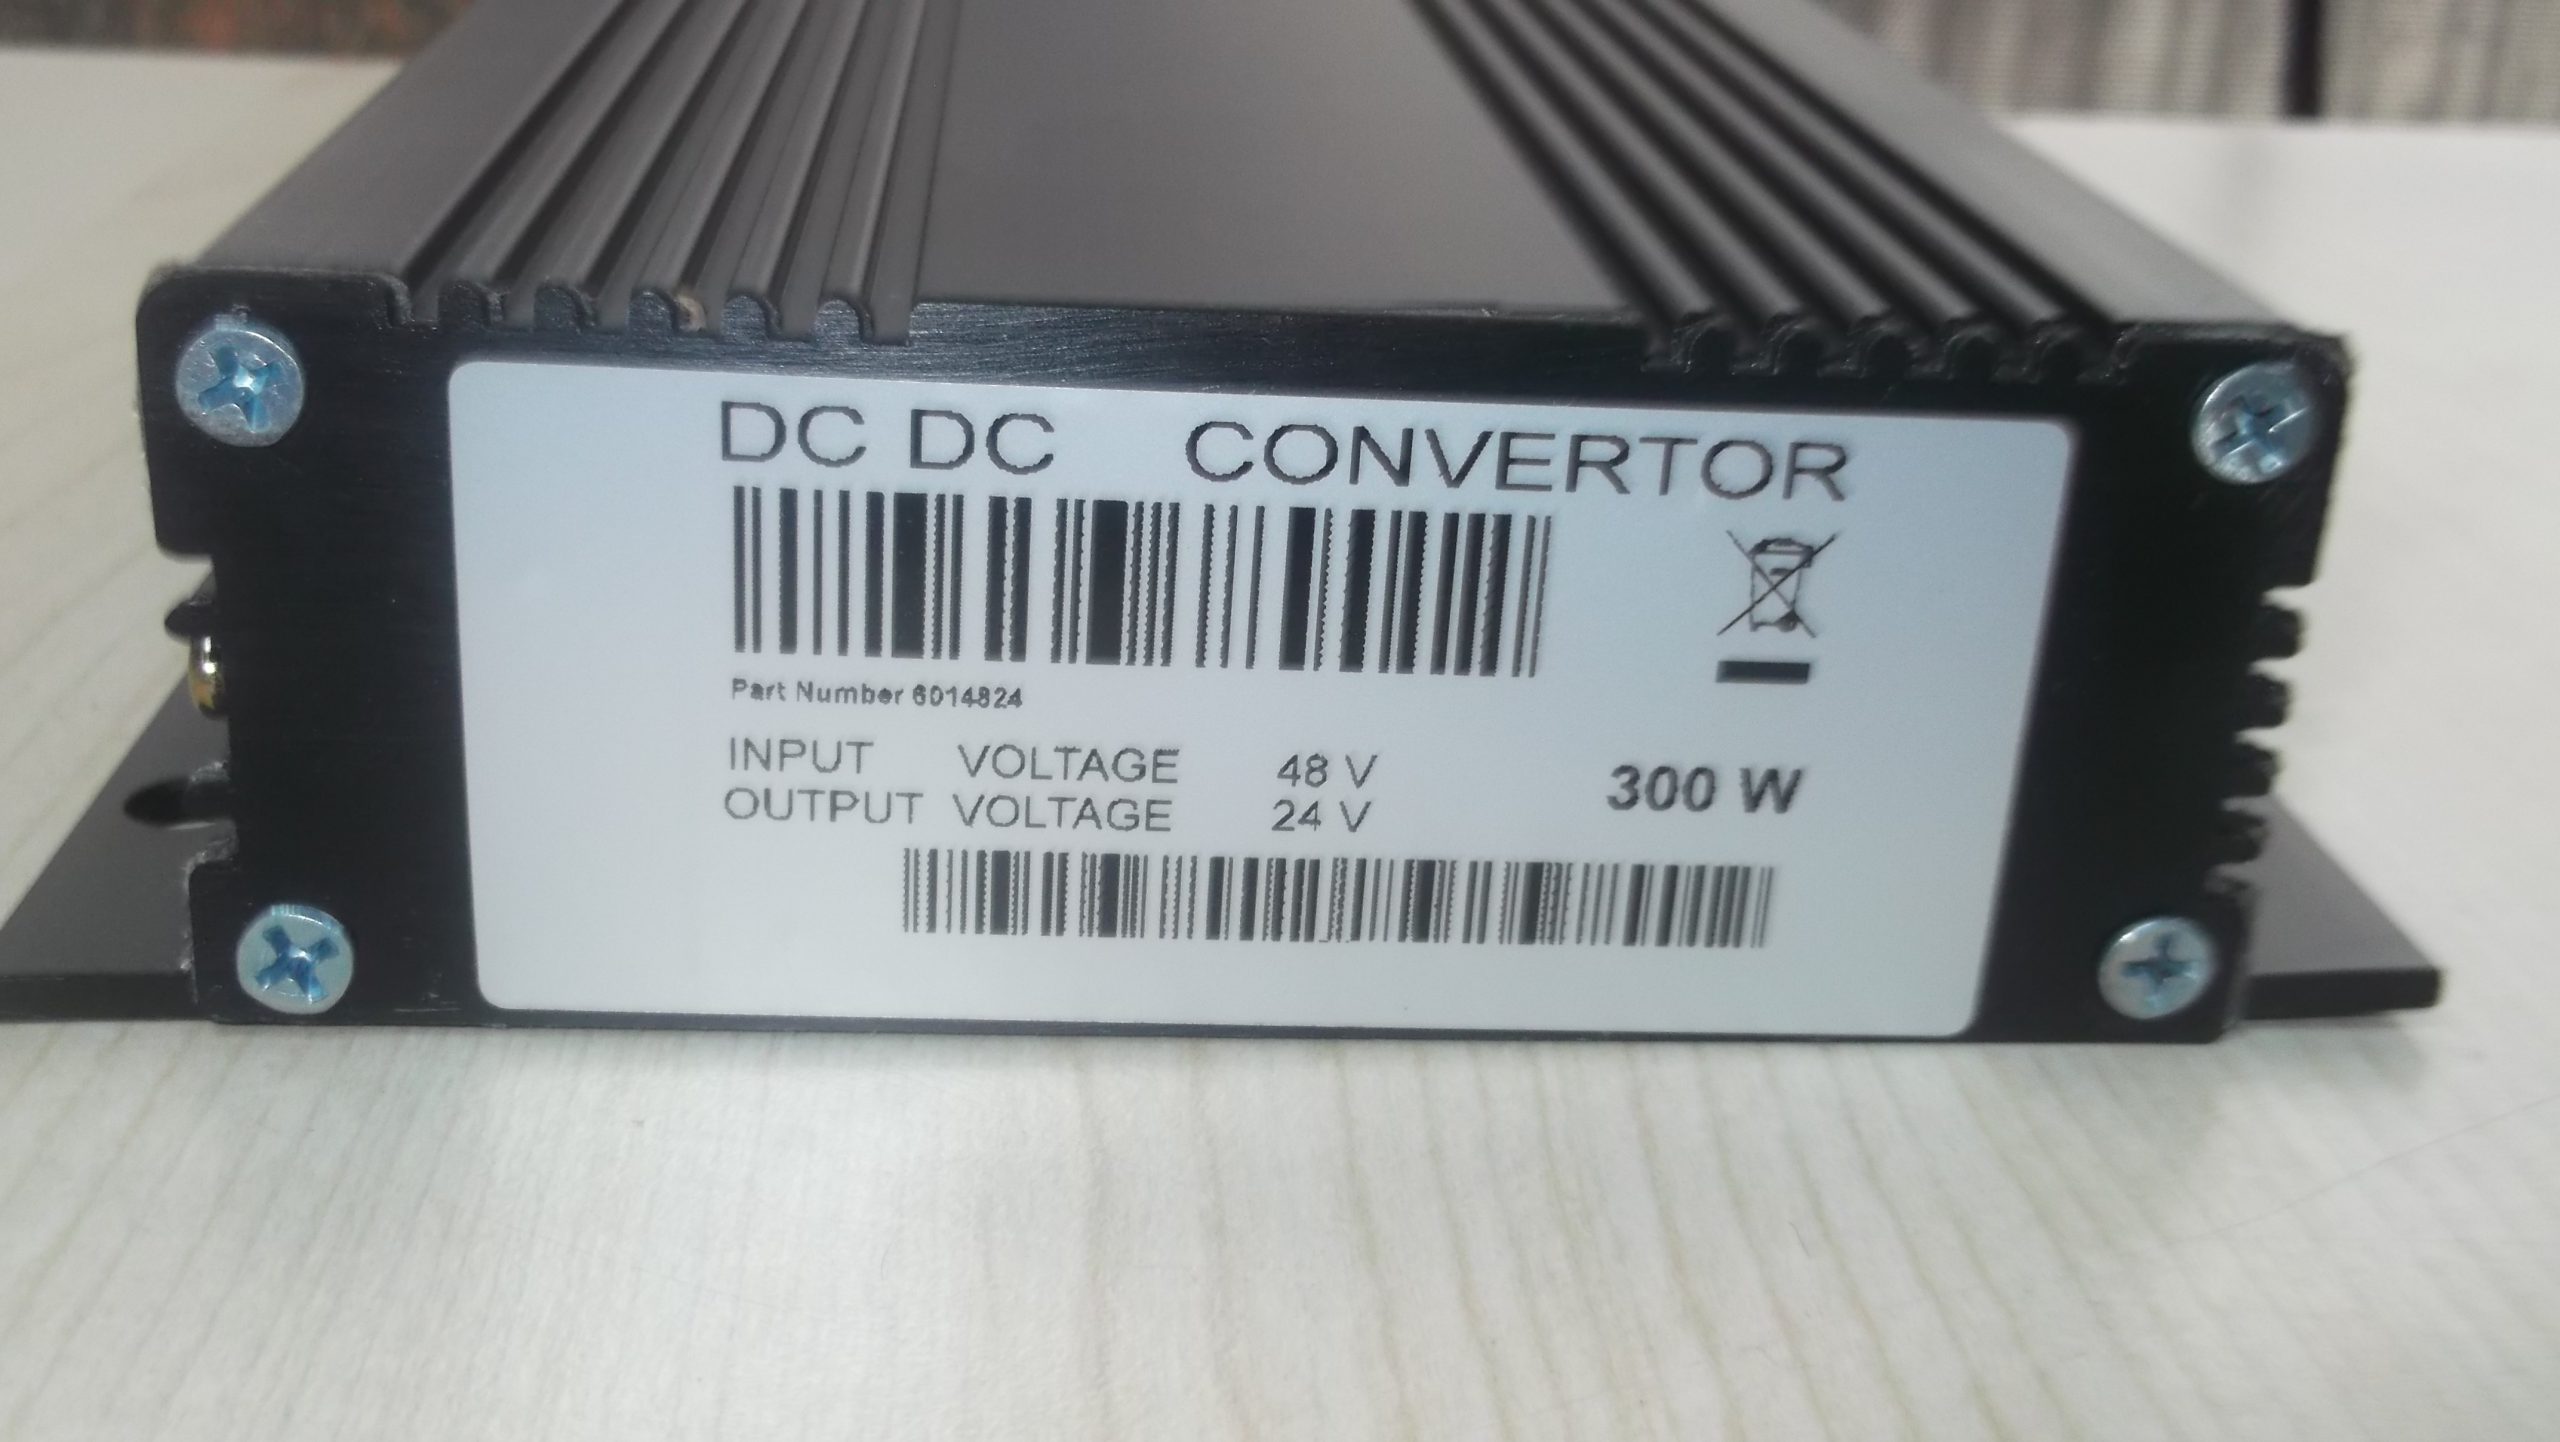 DC DC CONVERTOR
Part Number 6014824
INPUT VOLTAGE 48 V
OUTPUT VOLTAGE 24 V
300 W